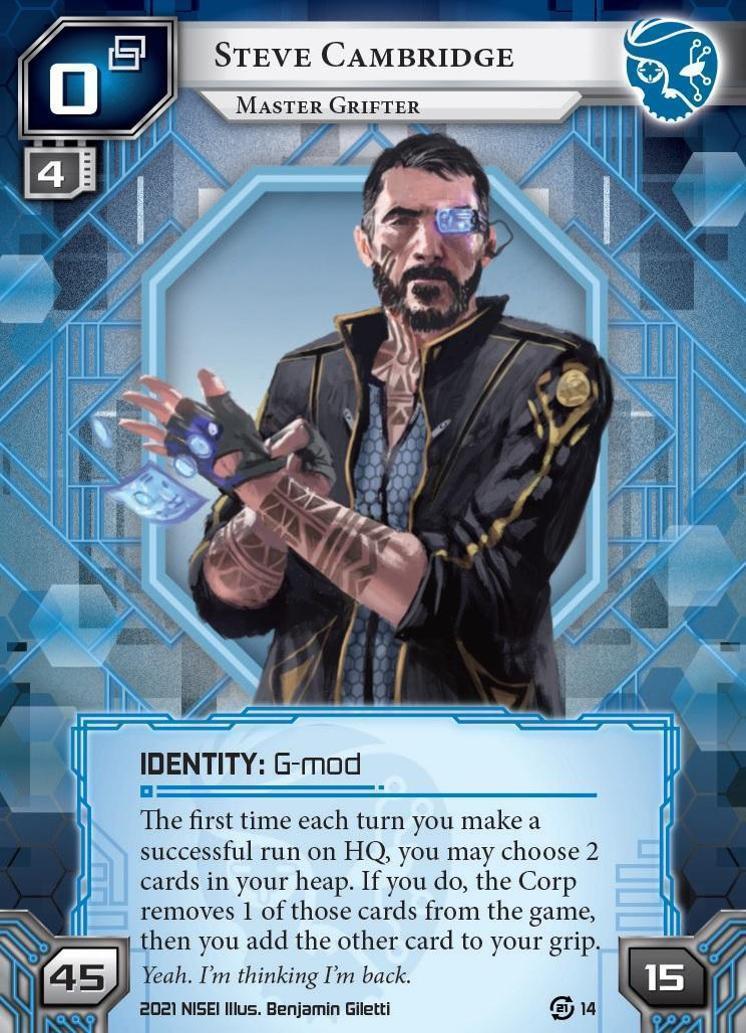 0
STEVE CAMBRIDGE
MASTER GRIFTER
4
IDENTITY: G-mod
The first time each turn you make a
successful run on HQ, you may choose 2
cards in your heap. If you do, the Corp
removes 1 of those cards from the game,
then you add the other card to your grip.
Yeah. I'm thinking I'm back.
45
15
2021 NISEI Illus. Benjamin Giletti
21 14